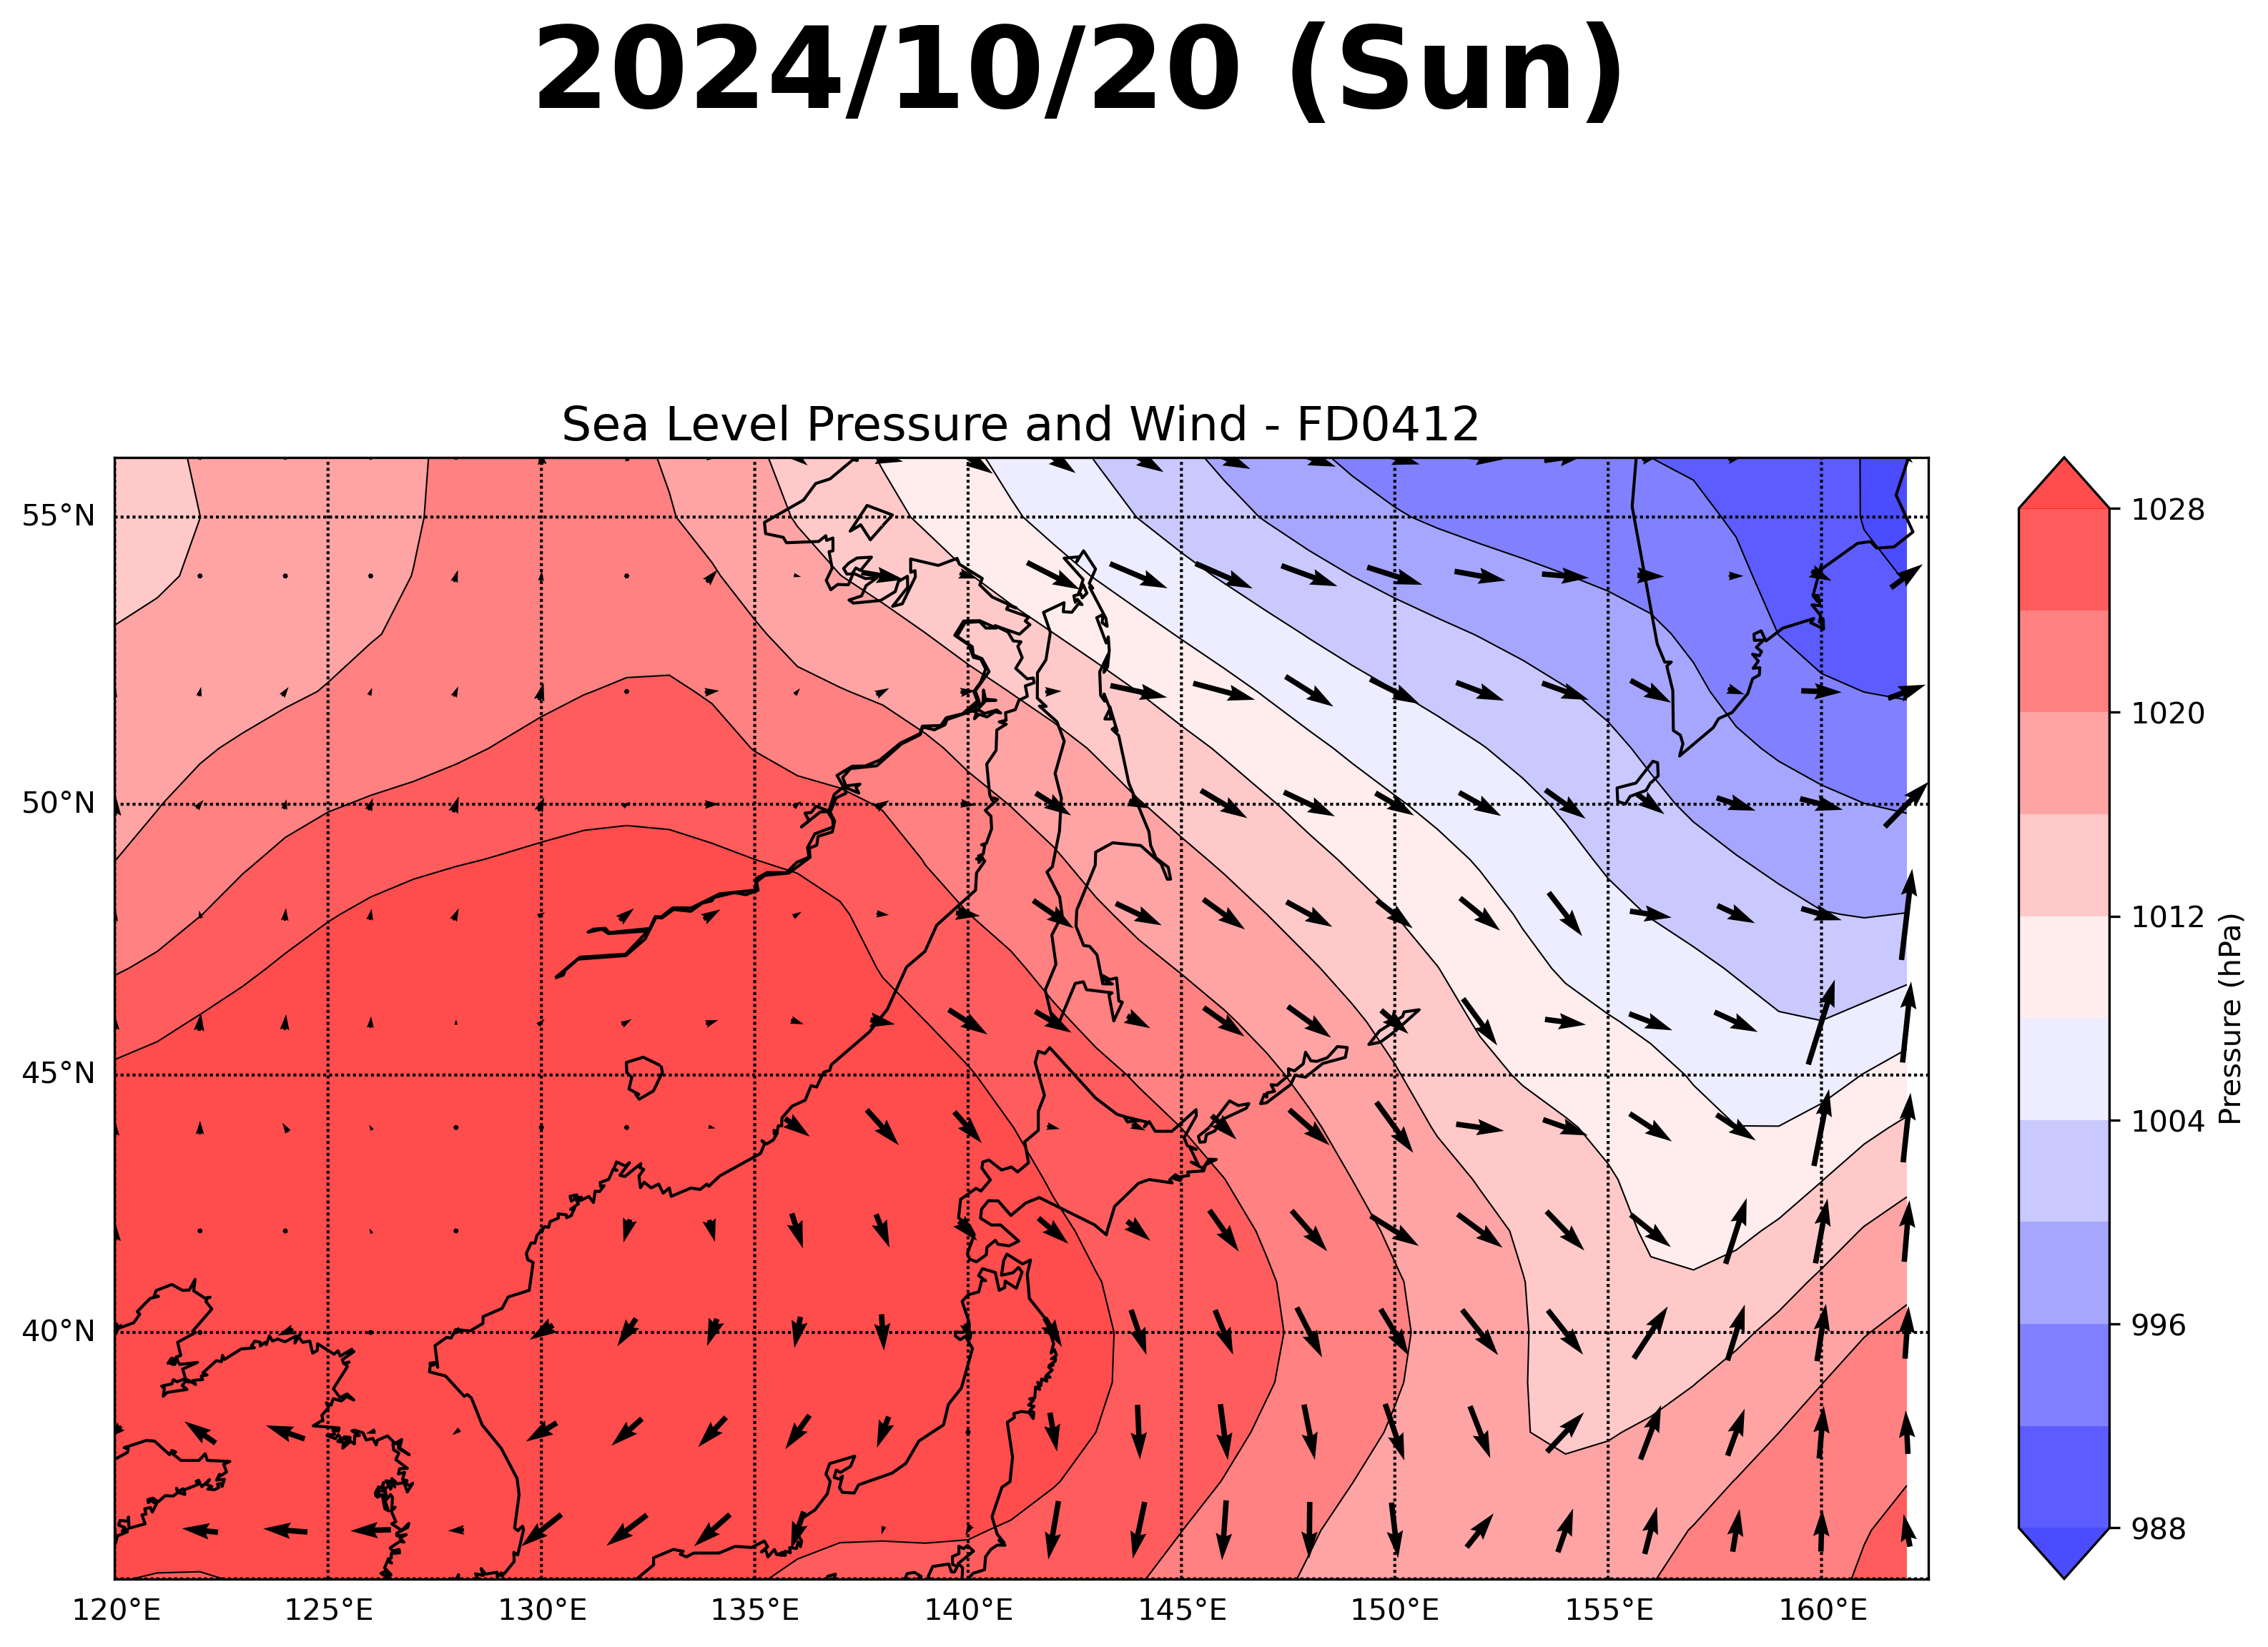 2024/10/20 (Sun)
Sea Level Pressure and Wind - FD0412
55°N
50°N
45°N
40°N
120°E
125°E
130°E
135°E
140°E
145°E
150°E
155°E
160°E
1028
1020
1012
1004
996
988
Pressure (hPa)